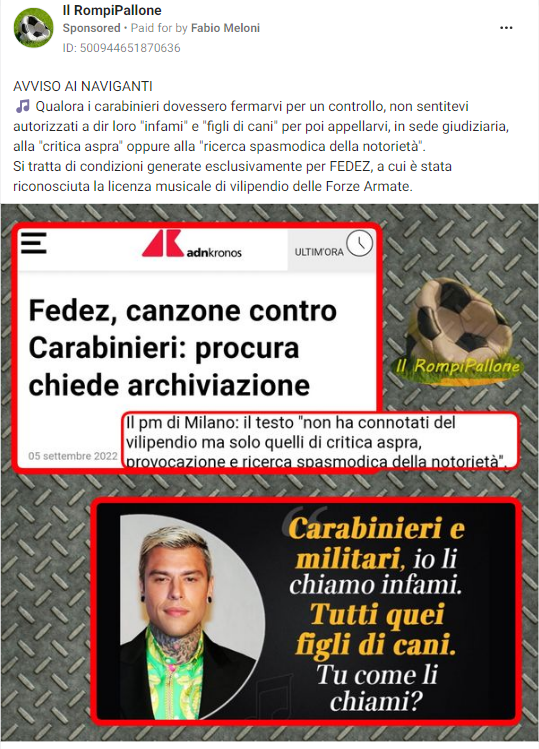 Il RompiPallone
Sponsored • Paid for by Fabio Meloni
ID: 500944651870636
AVVISO AI NAVIGANTI
🎵 Qualora i carabinieri dovessero fermarvi per un controllo, non sentitevi
autorizzati a dir loro "infami" e "figli di cani" per poi appellarvi, in sede giudiziaria,
alla "critica aspra" oppure alla "ricerca spasmodica della notorietà".
Si tratta di condizioni generate esclusivamente per FEDEZ, a cui è stata
riconosciuta la licenza musicale di vilipendio delle Forze Armate.
adnkronos
ULTIM'ORA
Fedez, canzone contro
Carabinieri: procura
chiede archiviazione
Il RompiPallone
05 settembre 2022
Il pm di Milano: il testo "non ha connotati del
vilipendio ma solo quelli di critica aspra,
provocazione e ricerca spasmodica della notorietà".
Carabinieri e
militari, io li
chiamo infami.
Tutti quei
figli di cani.
Tu come li
chiami?